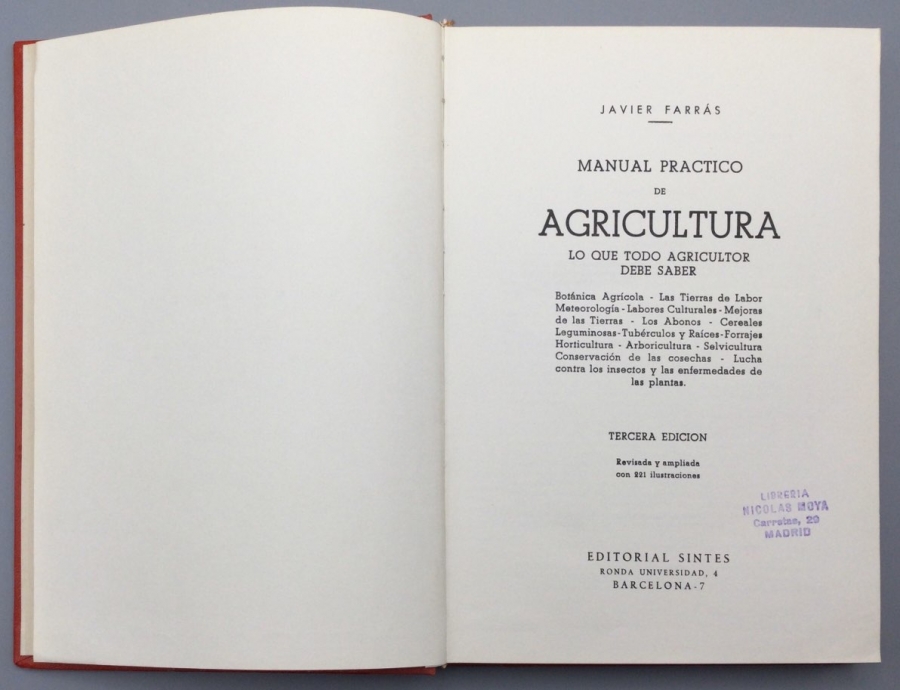 JAVIER FARRÁS
MANUAL PRACTICO
DE
AGRICULTURA
LO QUE TODO AGRICULTOR
DEBE SABER
Botánica Agrícola - Las Tierras de Labor
Meteorología - Labores Culturales - Mejoras
de las Tierras - Los Abonos - Cereales
Leguminosas-Tubérculos y Raíces-Forrajes
Horticultura - Arboricultura - Selvicultura
Conservación de las cosechas - Lucha
contra los insectos y las enfermedades de
las plantas.
TERCERA EDICION
Revisada y ampliada
con 221 ilustraciones
LIBRERIA
NICOLAS MOYA
Carretas, 29
MADRID
EDITORIAL SINTES
RONDA UNIVERSIDAD, 4
BARCELONA-7